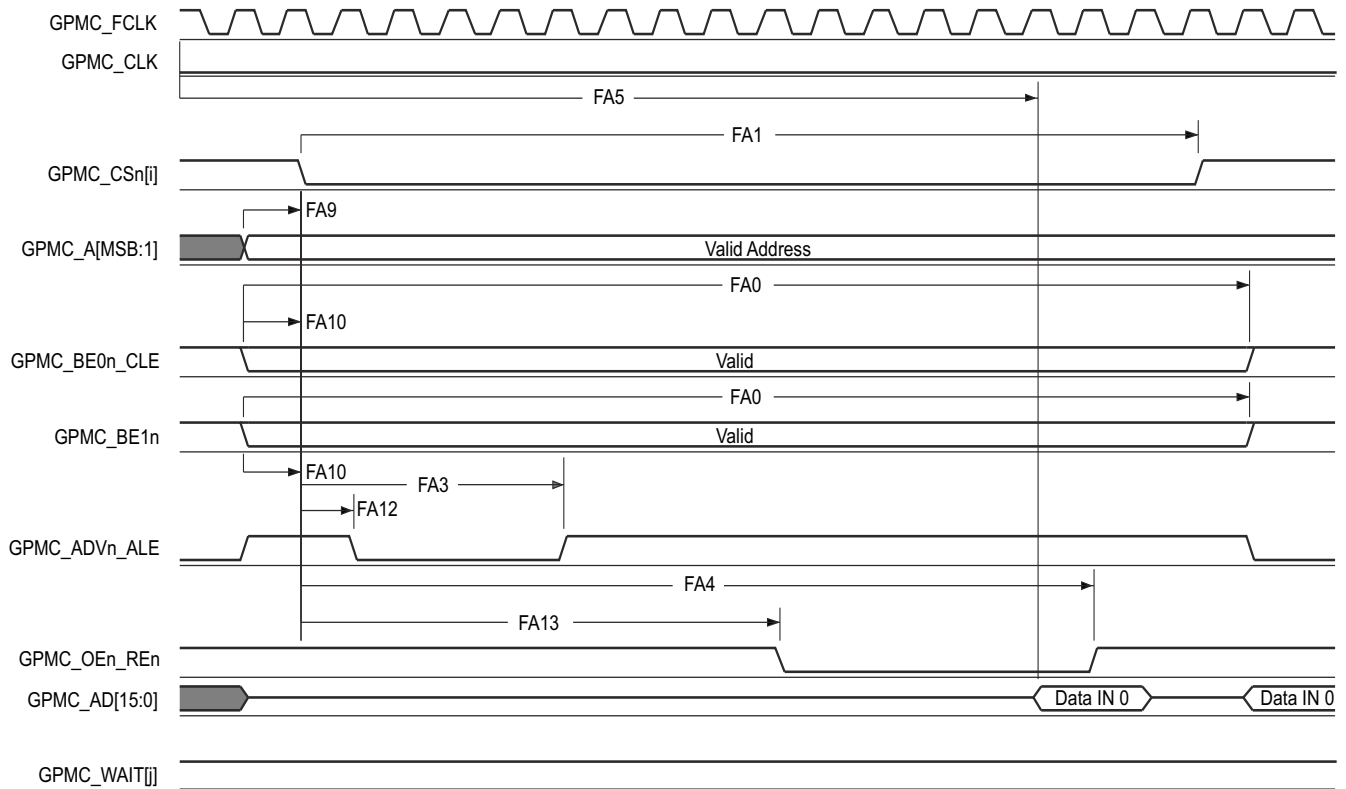 GPMC_FCLK
GPMC_CLK
FA5
FA1
GPMC_CSn[i]
FA9
GPMC_A[MSB:1]
Valid Address
FA0
FA10
GPMC_BE0n_CLE
Valid
FA0
GPMC_BE1n
Valid
FA10
FA3
FA12
GPMC_ADVn_ALE
FA4
FA13
GPMC_OEn_REn
GPMC_AD[15:0]
Data IN 0
Data IN 0
GPMC_WAIT[j]